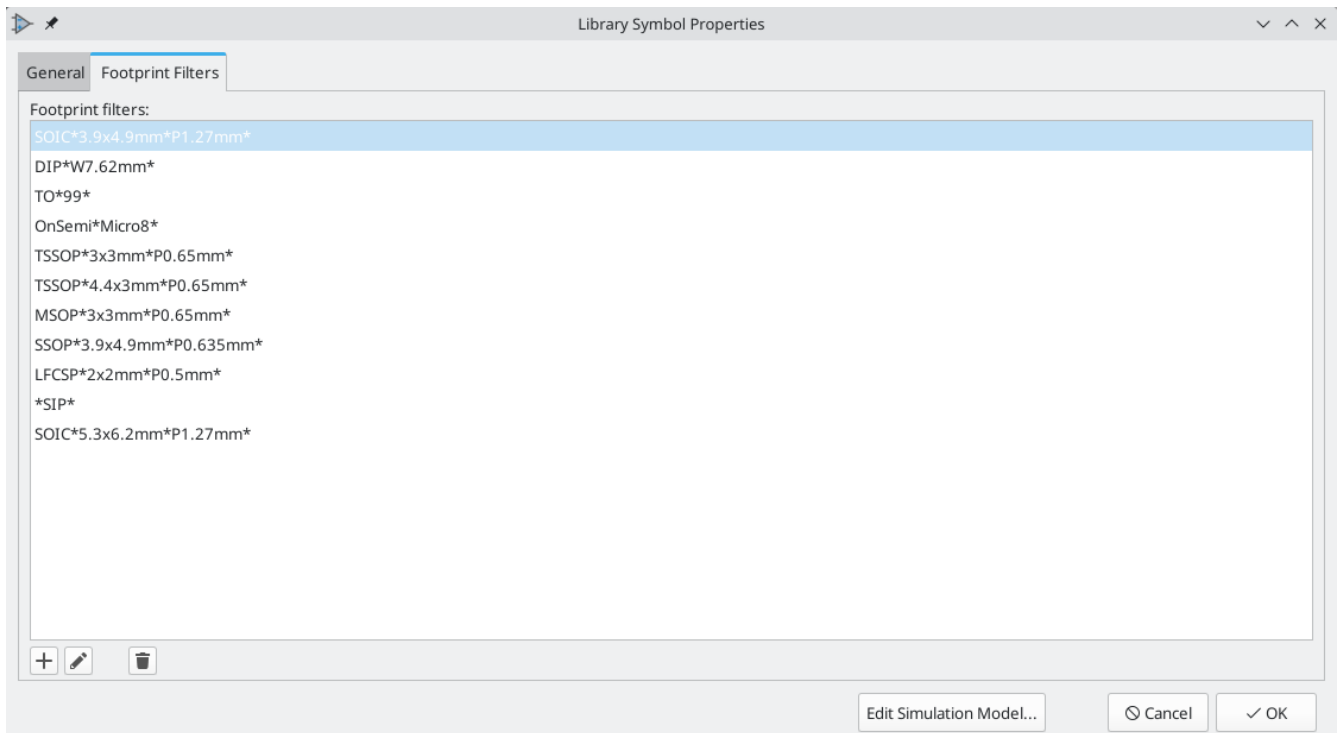 Library Symbol Properties
General Footprint Filters
Footprint filters:
SOIC*3.9x4.9mm*P1.27mm*
DIP*W7.62mm*
TO*99*
OnSemi*Micro8*
TSSOP*3x3mm*P0.65mm*
TSSOP*4.4x3mm*P0.65mm*
MSOP*3x3mm*P0.65mm*
SSOP*3.9x4.9mm*P0.635mm*
LFCSP*2x2mm*P0.5mm*
*SIP*
SOIC*5.3x6.2mm*P1.27mm*
Edit Simulation Model... Cancel OK